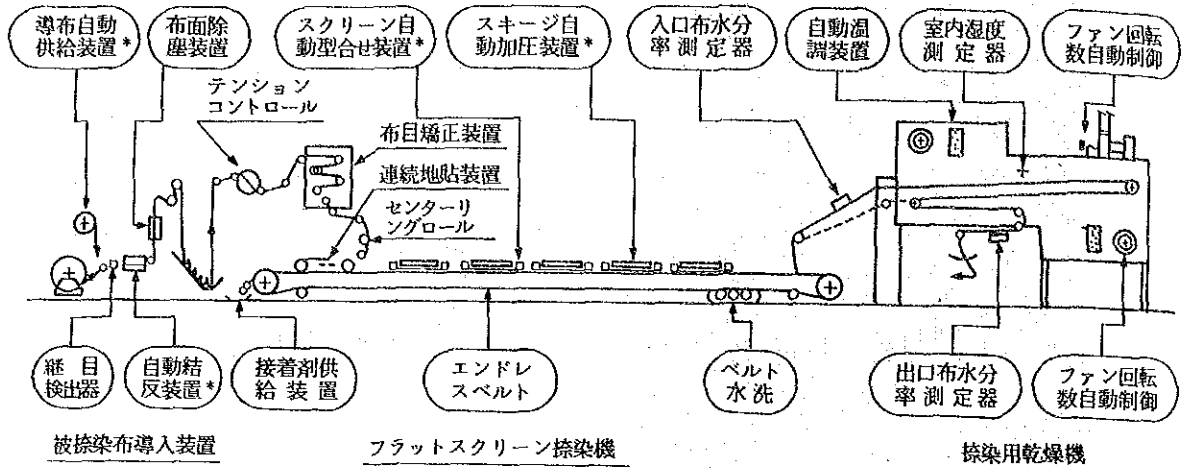 導布自動
供給装置*
布面除
塵装置
スクリーン自
動型合せ装置*
スキージ自
動加圧装置*
入口布水分
率測定器
自動温
調装置
室内湿度
測定器
ファン回転
数自動制御
テンション
コントロール
布目矯正装置
連続地貼装置
センターリ
ングロール
継目
検出器
自動結
反装置*
接着剤供
給装置
エンドレ
スベルト
ベルト
水洗
出口布水分
率測定器
ファン回転
数自動制御
被捺染布導入装置
フラットスクリーン捺染機
捺染用乾燥機